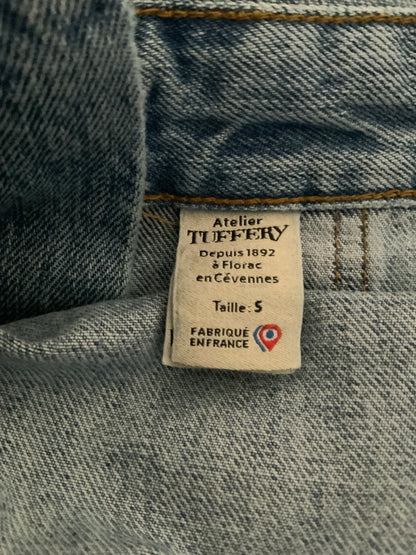 Atelier
TUFFERY
Depuis 1892
à Florac
en Cévennes
Taille: S
FABRIQUÉ
EN FRANCE